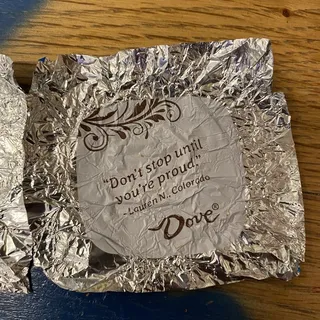 "Don't stop until
you're proud."
-Lauren N., Colorado
Dove®